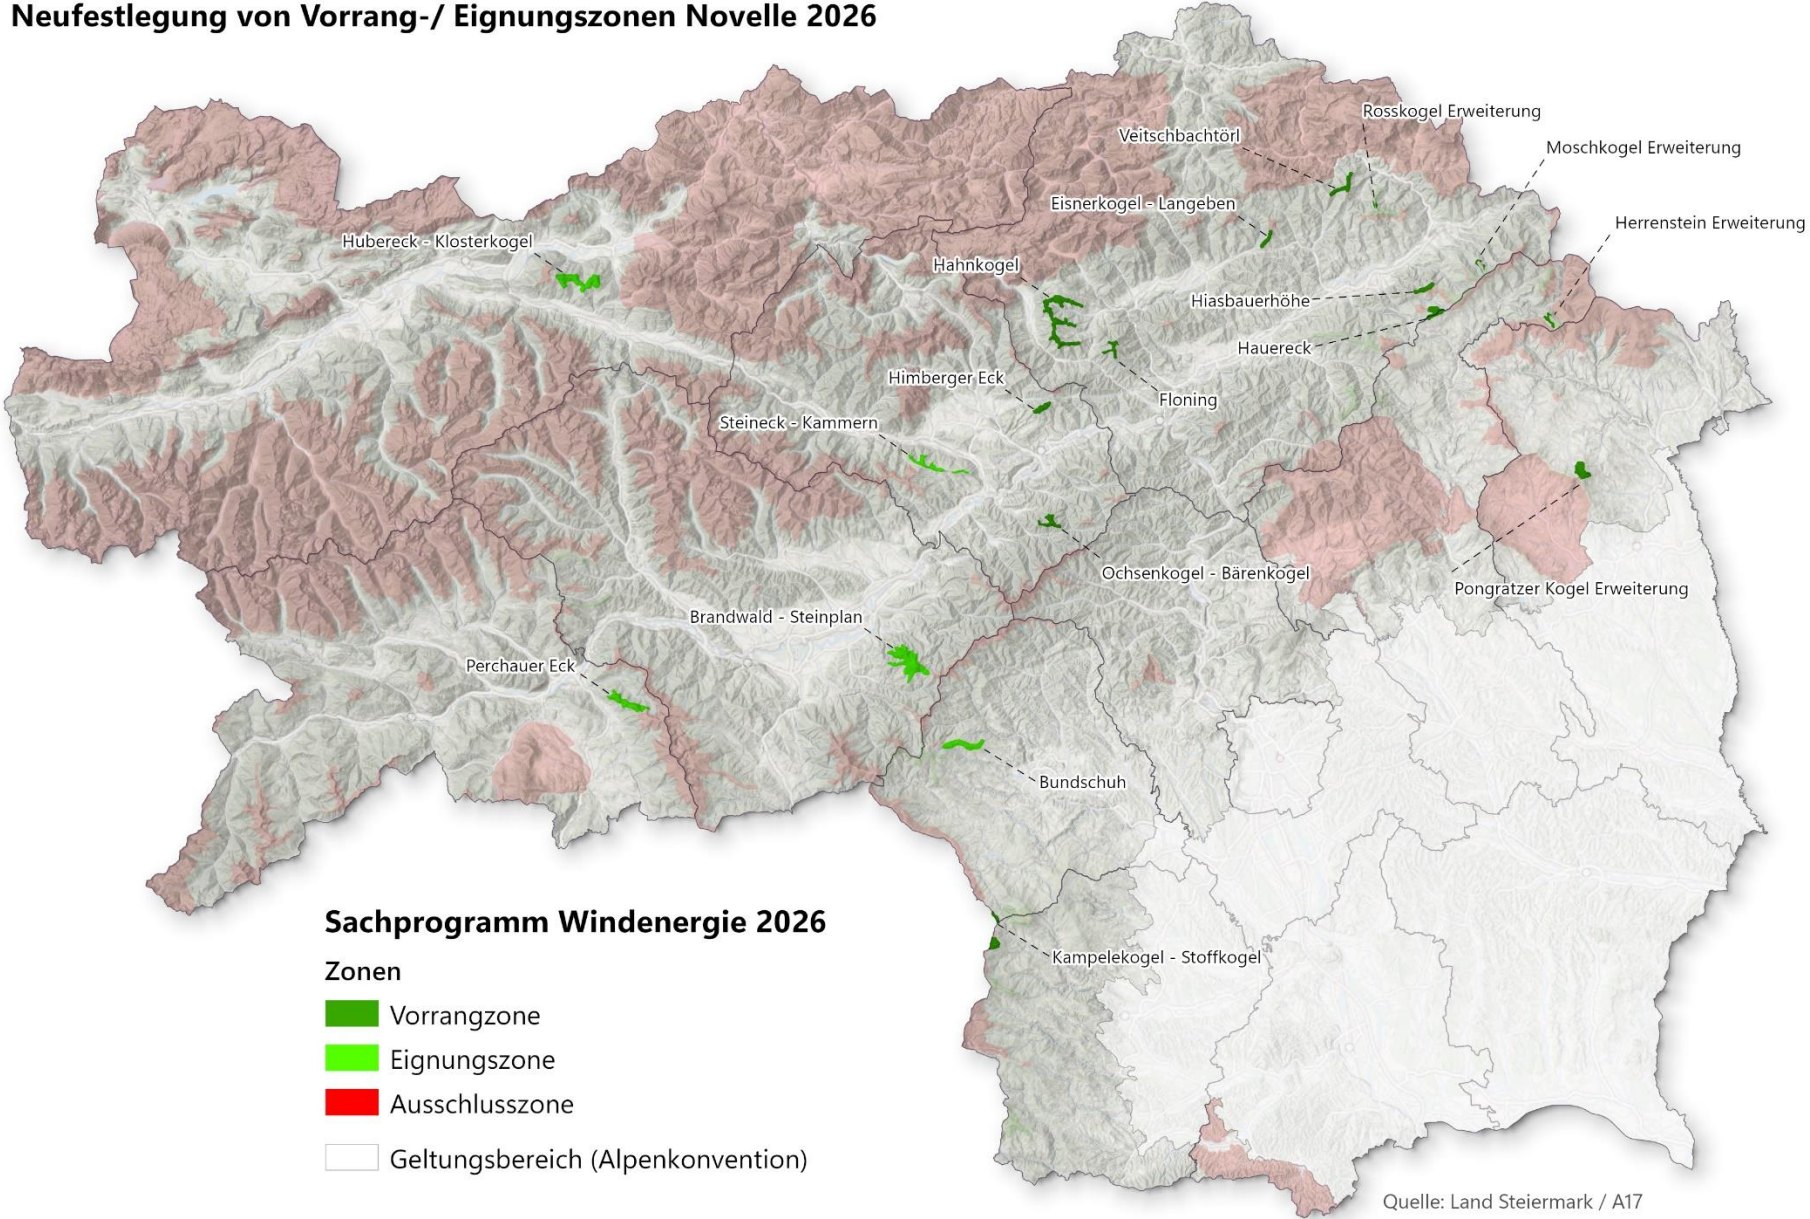 Neufestlegung von Vorrang-/ Eignungszonen Novelle 2026
Rosskogel Erweiterung
Veitschbachtörl
Moschkogel Erweiterung
Eisnerkogel - Langeben
Herrenstein Erweiterung
Hubereck - Klosterkogel
Hahnkogel
Hiasbauerhöhe
Hauereck
Himberger Eck
Floning
Steineck - Kammern
Ochsenkogel - Bärenkogel
Pongratzer Kogel Erweiterung
Brandwald - Steinplan
Perchauer Eck
Bundschuh
Kampelekogel - Stoffkogel
Sachprogramm Windenergie 2026
Zonen
Vorrangzone
Eignungszone
Ausschlusszone
Geltungsbereich (Alpenkonvention)
Quelle: Land Steiermark / A17